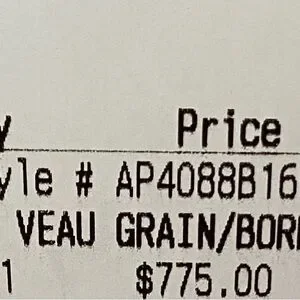 y Price
yle # AP4088B16
VEAU GRAIN/BOR
1 $775.00